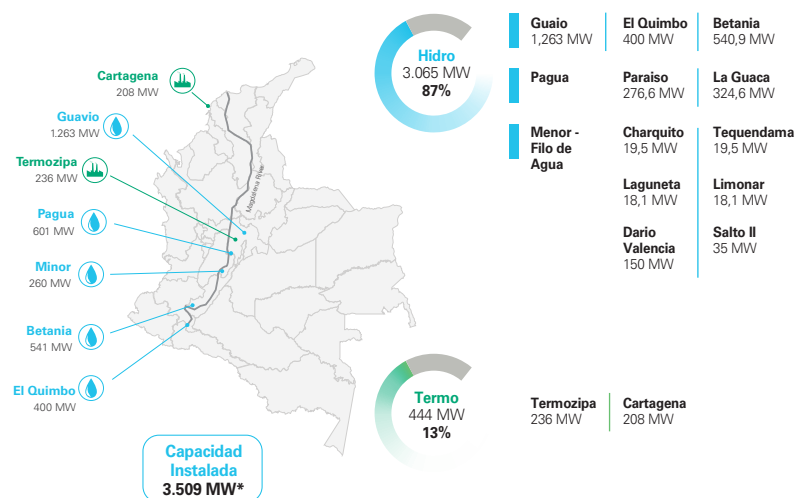 Cartagena
208 MW
Guavio
1.263 MW
Termozipa
236 MW
Pagua
601 MW
Minor
260 MW
Betania
541 MW
El Quimbo
400 MW
Magdalena River
Capacidad
Instalada
3.509 MW*
Hidro
3.065 MW
87%
Guaio
1,263 MW
El Quimbo
400 MW
Betania
540,9 MW
Pagua
Paraiso
276,6 MW
La Guaca
324,6 MW
Menor -
Filo de
Agua
Charquito
19,5 MW
Tequendama
19,5 MW
Laguneta
18,1 MW
Limonar
18,1 MW
Dario
Valencia
150 MW
Salto II
35 MW
Termo
444 MW
13%
Termozipa
236 MW
Cartagena
208 MW